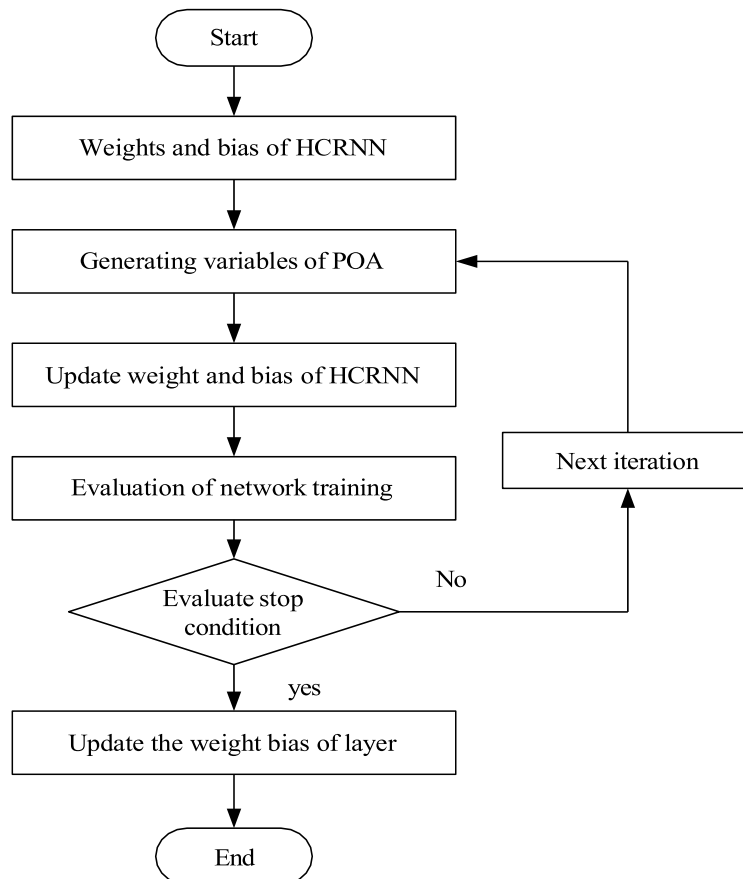 Start
Weights and bias of HCRNN
Generating variables of POA
Update weight and bias of HCRNN
Next iteration
Evaluation of network training
No
Evaluate stop
condition
yes
Update the weight bias of layer
End